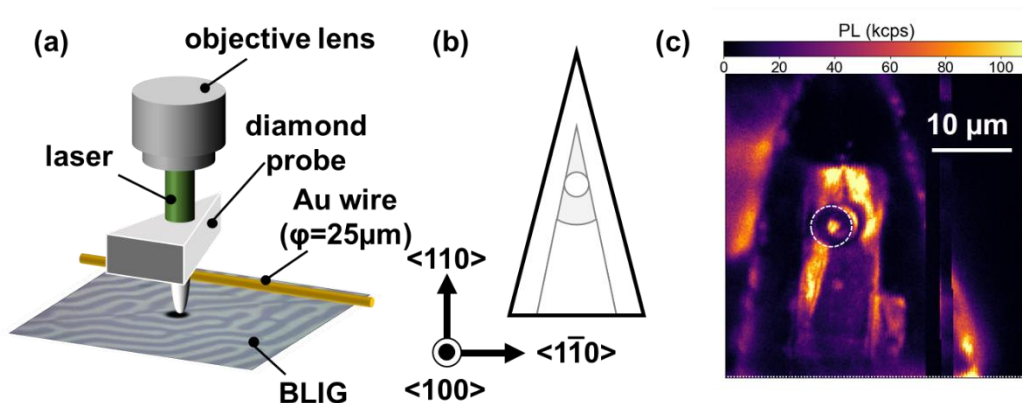 (a)
objective lens
laser
diamond
probe
Au wire
(φ=25μm)
BLIG
(b)
<110>
<11̅0>
<100>
(c)
PL (kcps)
0 20 40 60 80 100
10 μm